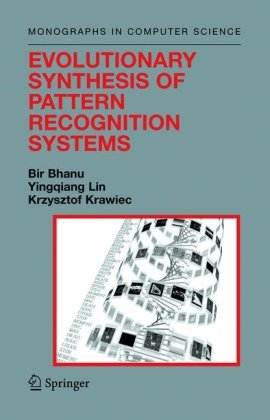 MONOGRAPHS IN COMPUTER SCIENCE
EVOLUTIONARY
SYNTHESIS OF
PATTERN
RECOGNITION
SYSTEMS
Bir Bhanu
Yingqiang Lin
Krzysztof Krawiec
Springer